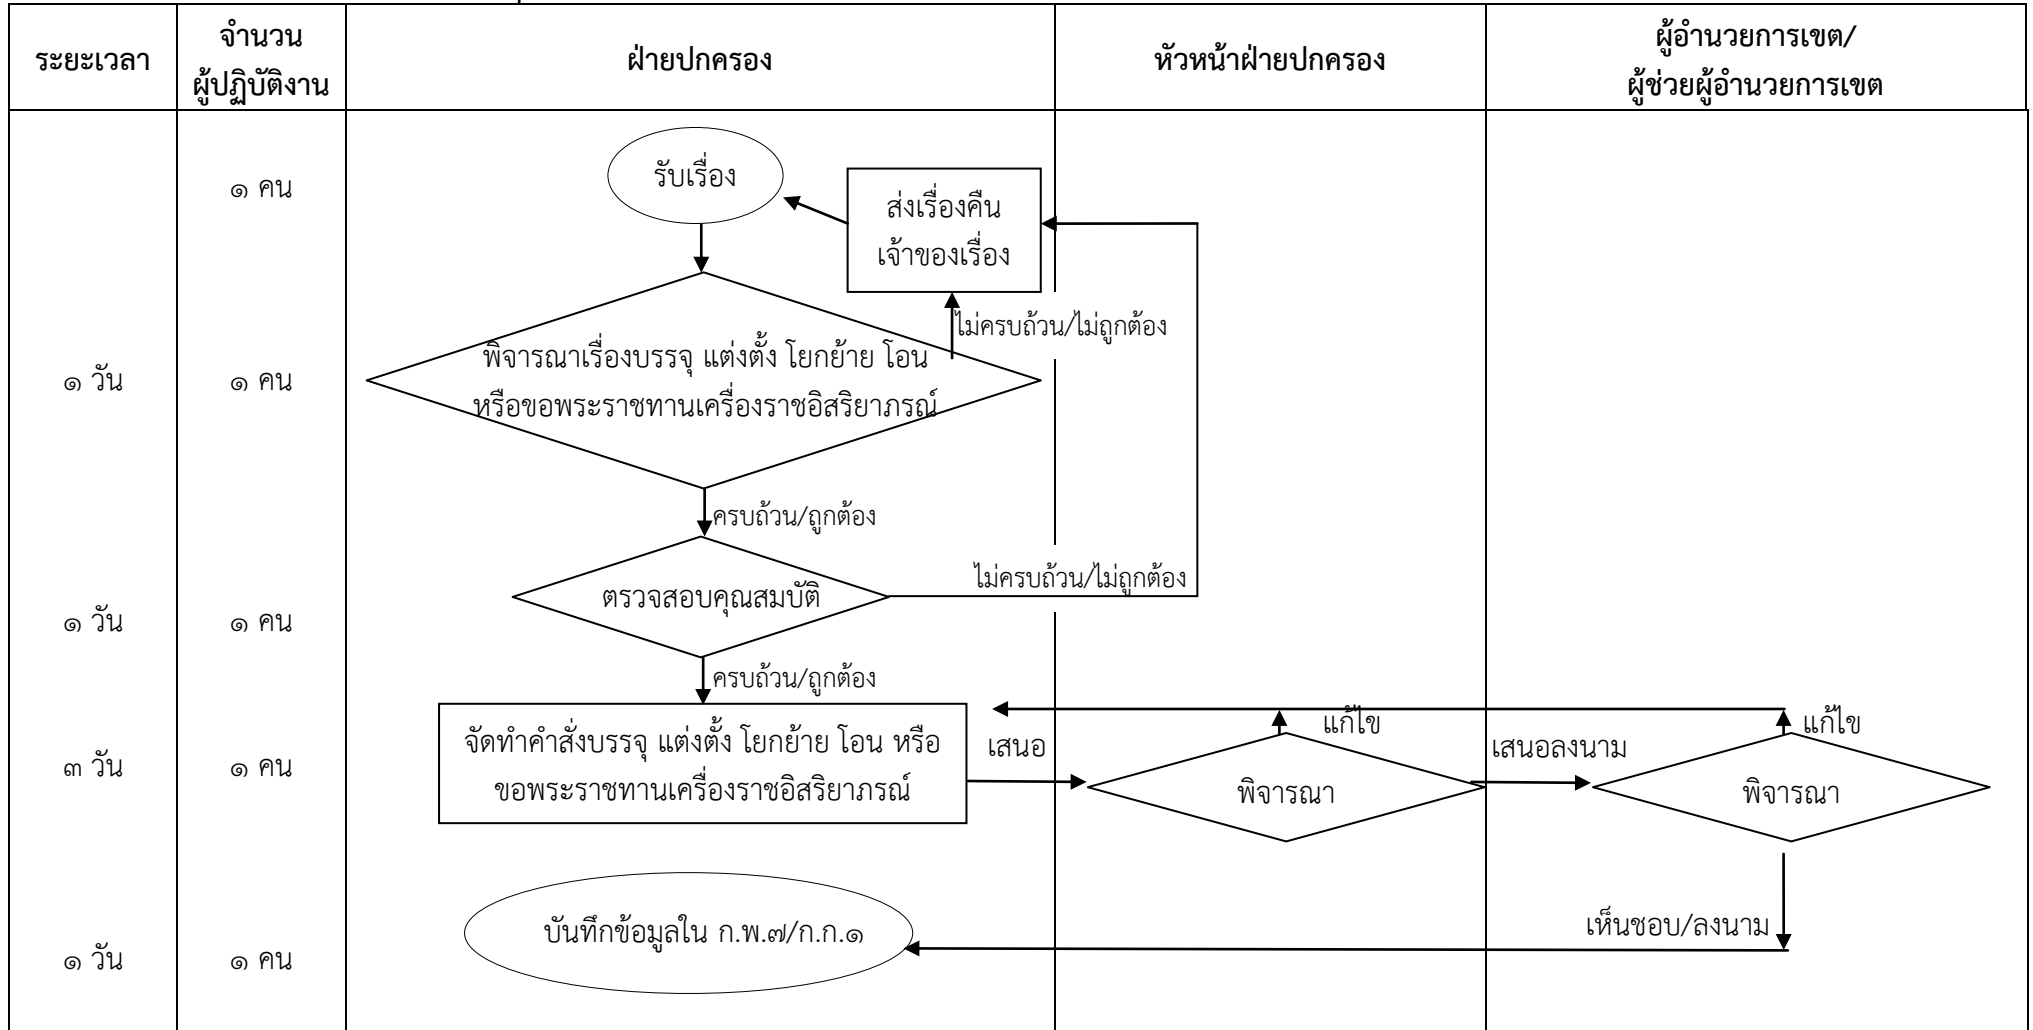 ระยะเวลา
จำนวน
ผู้ปฏิบัติงาน
ฝ่ายปกครอง
หัวหน้าฝ่ายปกครอง
ผู้อำนวยการเขต/
ผู้ช่วยผู้อำนวยการเขต
๑ คน
รับเรื่อง
ส่งเรื่องคืน
เจ้าของเรื่อง
ไม่ครบถ้วน/ไม่ถูกต้อง
๑ วัน
๑ คน
พิจารณาเรื่องบรรจุ แต่งตั้ง โยกย้าย โอน
หรือขอพระราชทานเครื่องราชอิสริยาภรณ์
ครบถ้วน/ถูกต้อง
ไม่ครบถ้วน/ไม่ถูกต้อง
๑ วัน
๑ คน
ตรวจสอบคุณสมบัติ
ครบถ้วน/ถูกต้อง
๓ วัน
๑ คน
จัดทำคำสั่งบรรจุ แต่งตั้ง โยกย้าย โอน หรือ
ขอพระราชทานเครื่องราชอิสริยาภรณ์
เสนอ
แก้ไข
พิจารณา
เสนอลงนาม
แก้ไข
พิจารณา
เห็นชอบ/ลงนาม
๑ วัน
๑ คน
บันทึกข้อมูลใน ก.พ.๗/ก.ก.๑